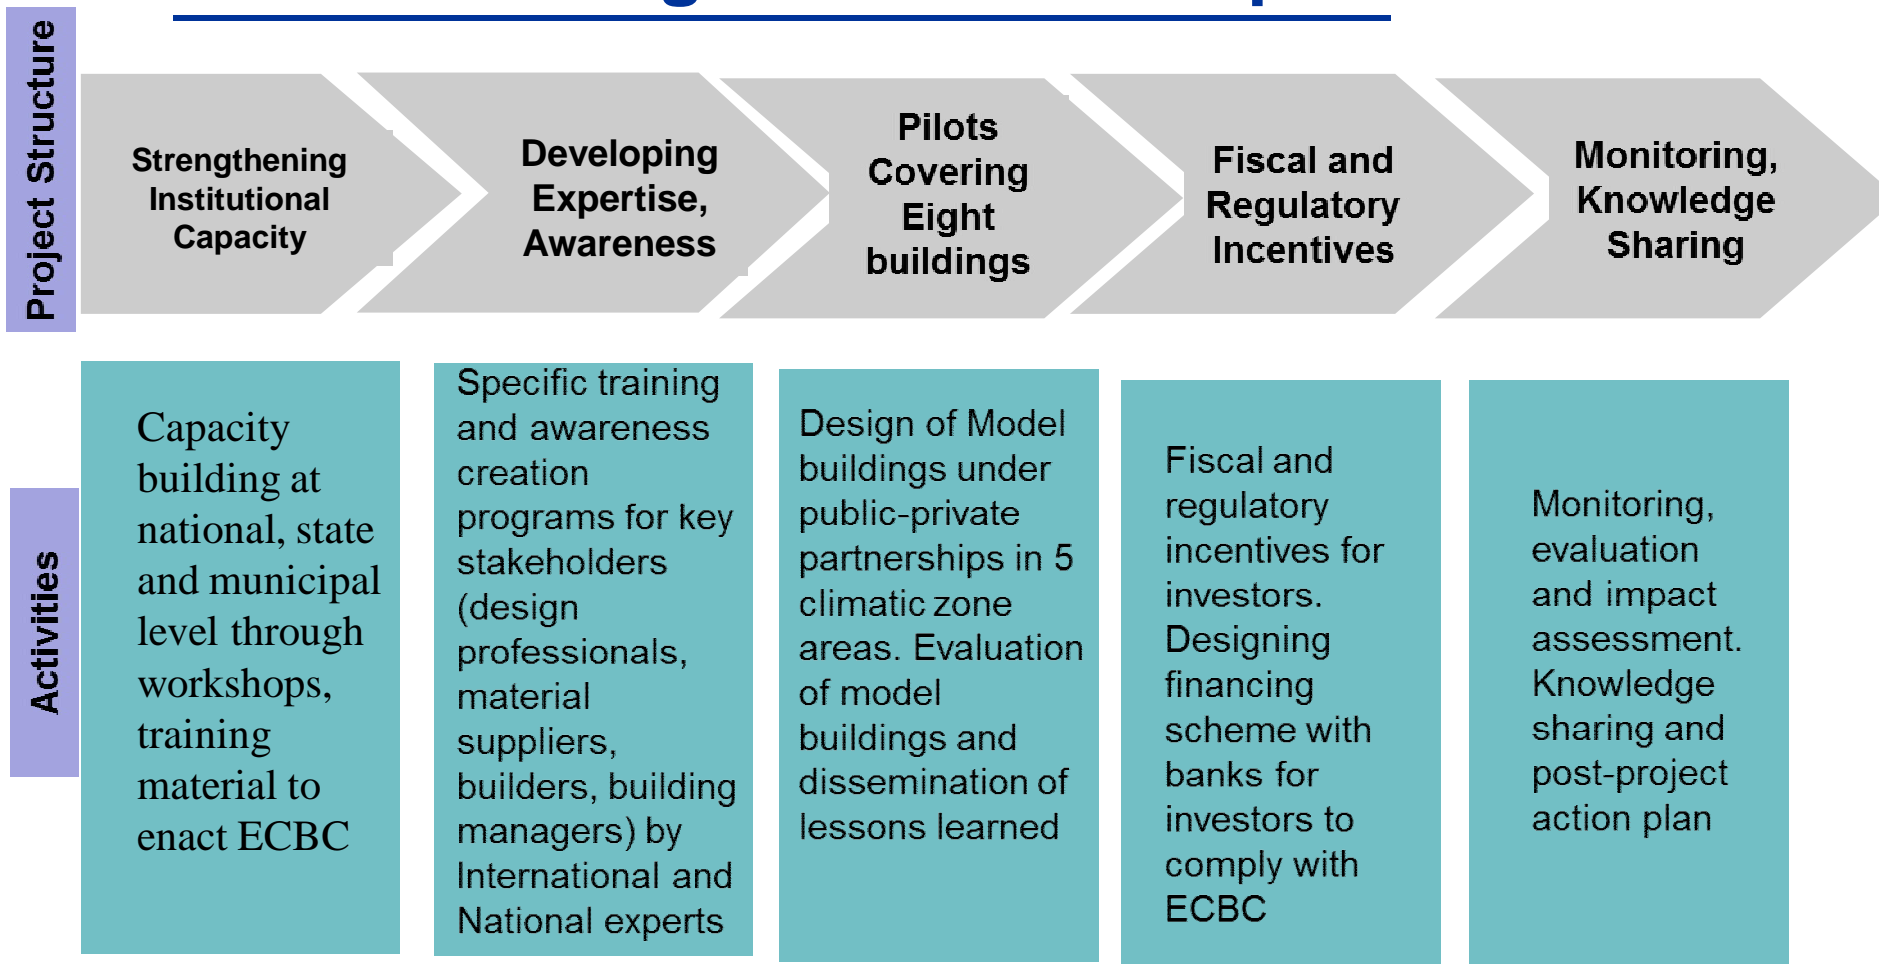 Project Structure
Strengthening
Institutional
Capacity
Developing
Expertise,
Awareness
Pilots
Covering
Eight
buildings
Fiscal and
Regulatory
Incentives
Monitoring,
Knowledge
Sharing
Activities
Capacity
building at
national, state
and municipal
level through
workshops,
training
material to
enact ECBC
Specific training
and awareness
creation
programs for key
stakeholders
(design
professionals,
material
suppliers,
builders, building
managers) by
International and
National experts
Design of Model
buildings under
public-private
partnerships in 5
climatic zone
areas. Evaluation
of model
buildings and
dissemination of
lessons learned
Fiscal and
regulatory
incentives for
investors.
Designing
financing
scheme with
banks for
investors to
comply with
ECBC
Monitoring,
evaluation
and impact
assessment.
Knowledge
sharing and
post-project
action plan